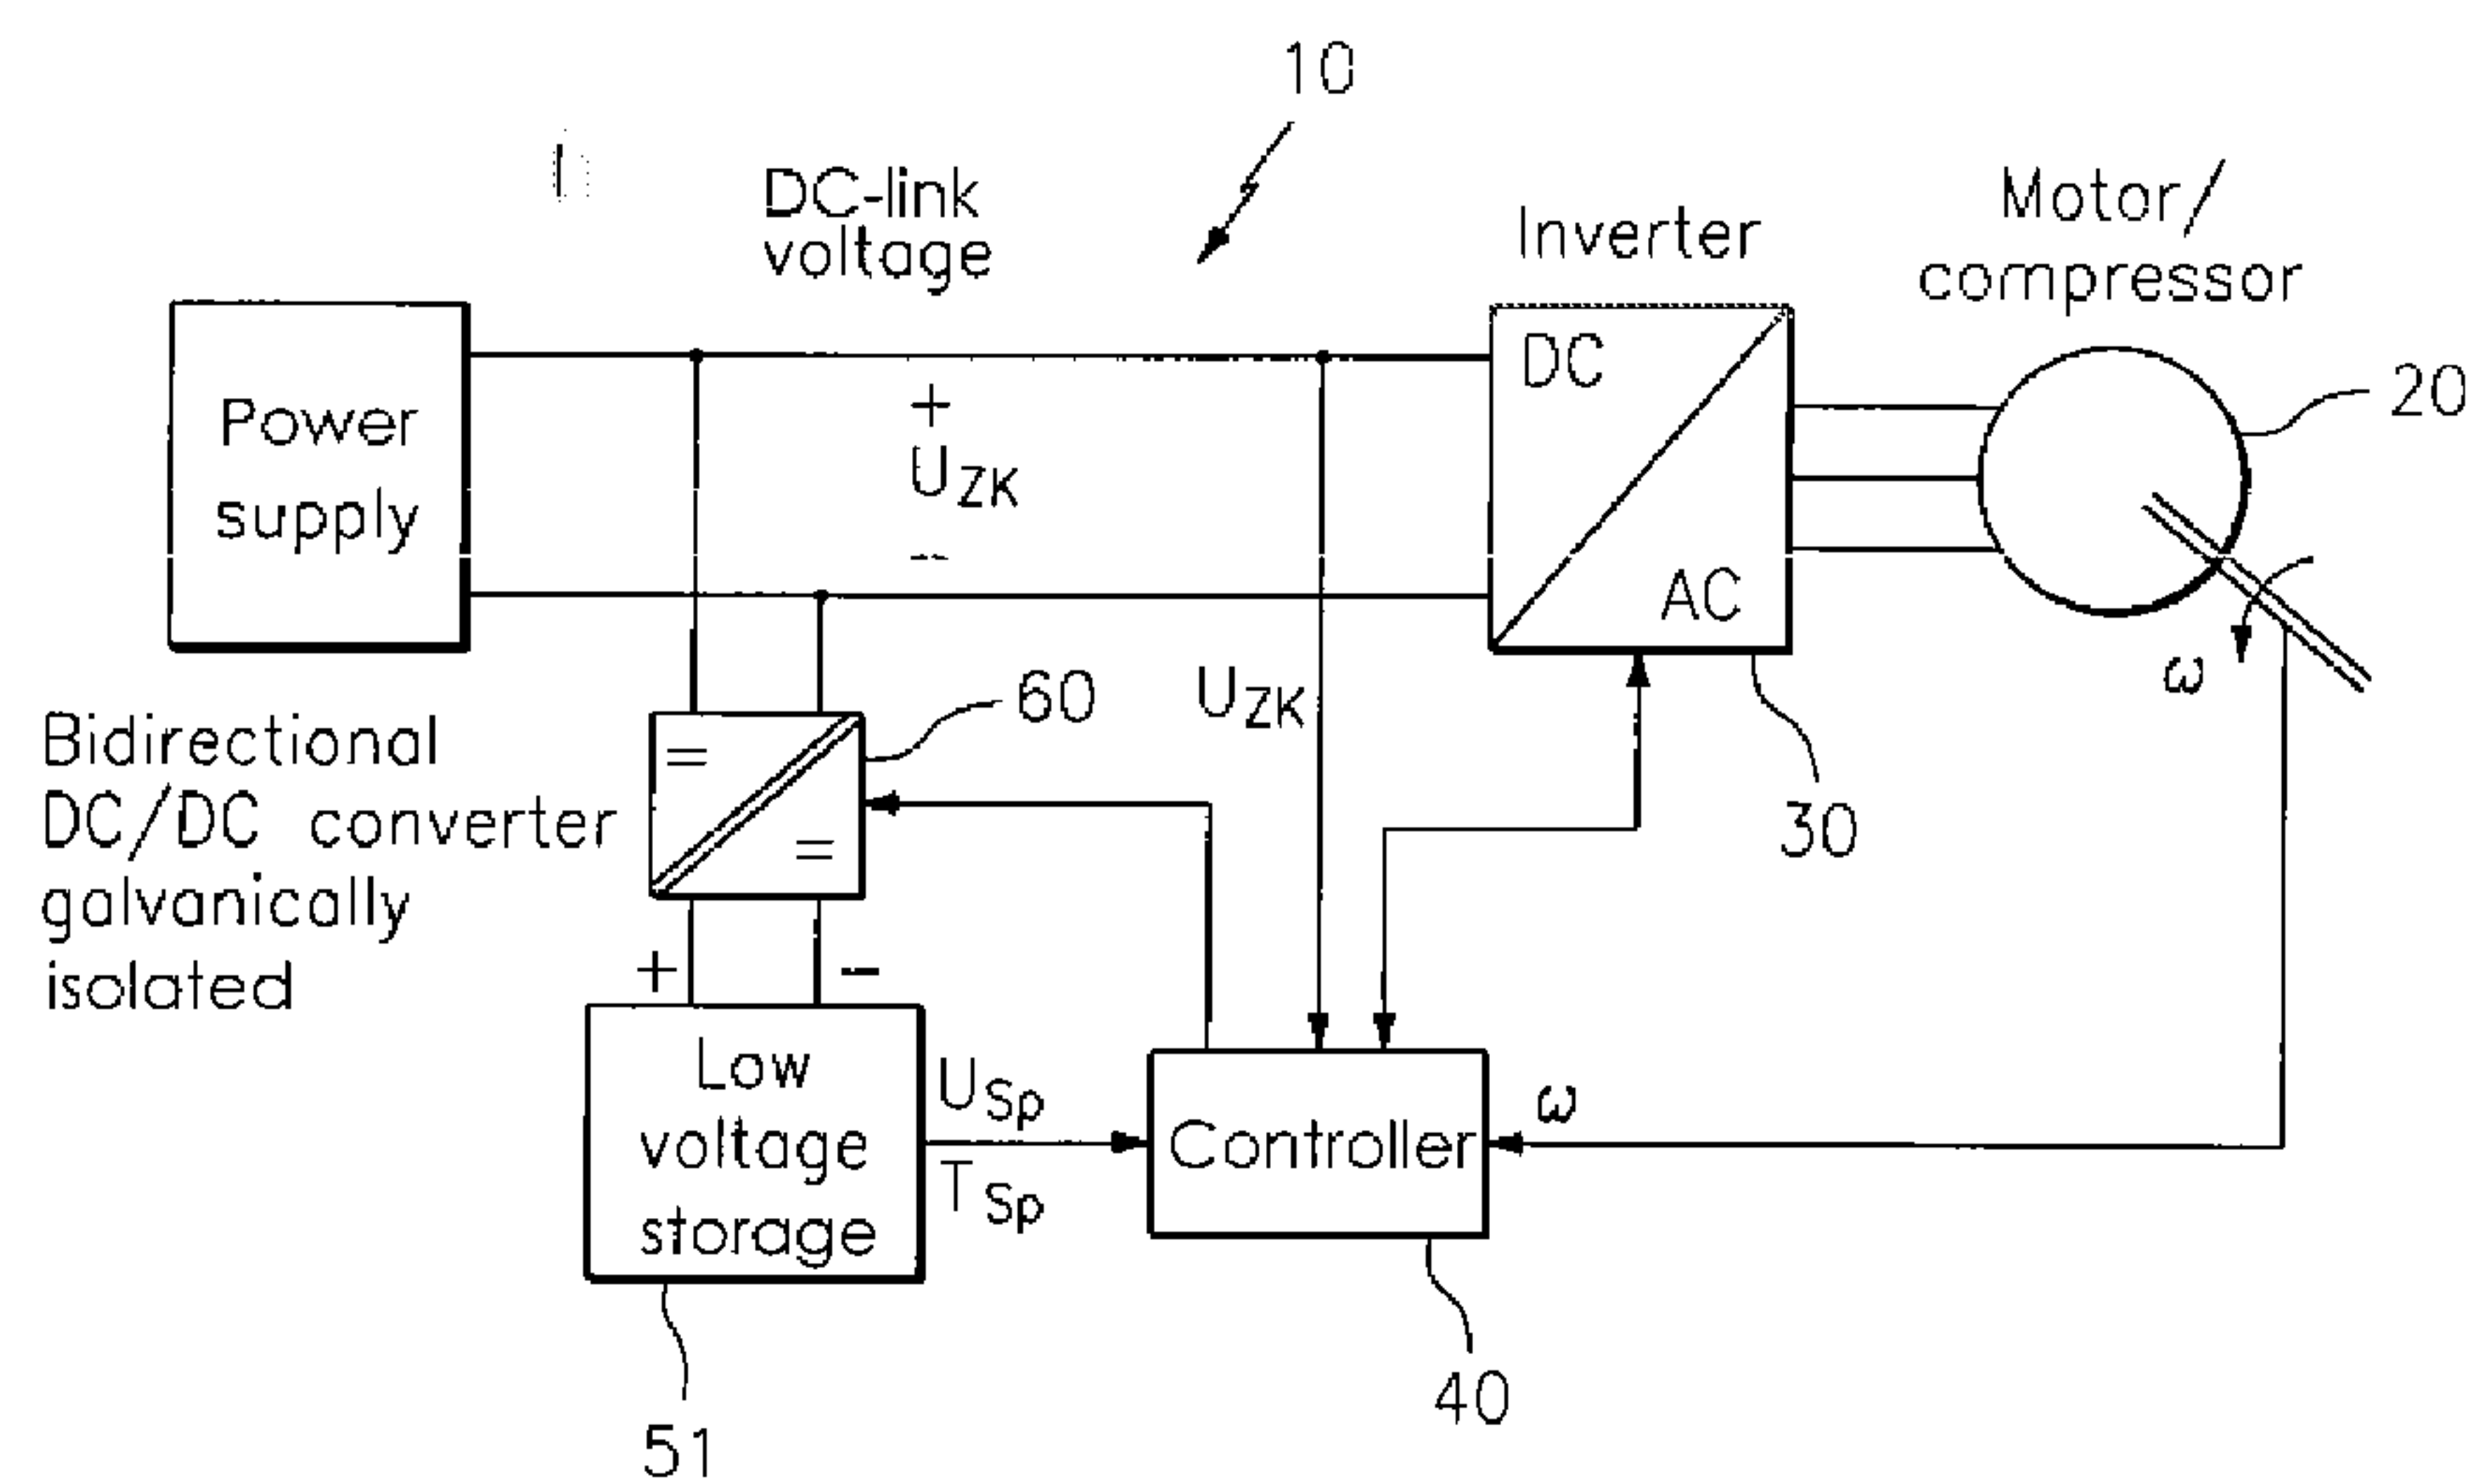 10
DC-link
voltage
Inverter
Motor/
compressor
Power
supply
+
U_ZK
-
DC
AC
20
ω
60
U_ZK
30
Bidirectional
DC/DC converter
galvanically
isolated
=
=
+ -
Low
voltage
storage
U_Sp
T_Sp
Controller
ω
40
51